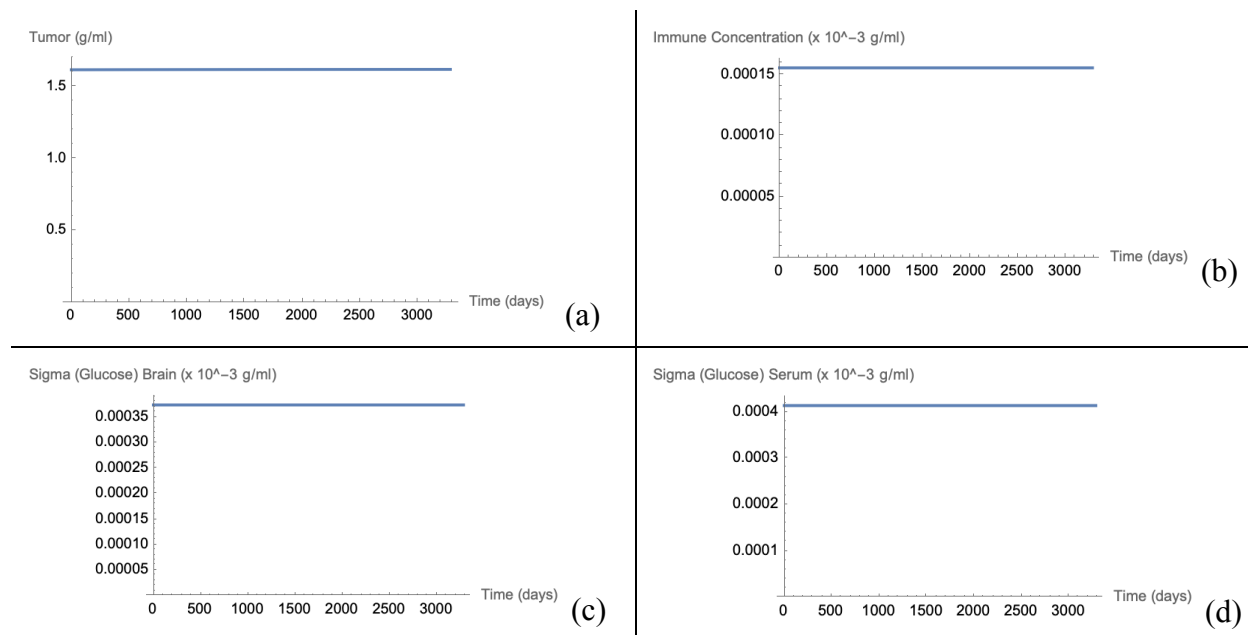 Tumor (g/ml)
1.5
1.0
0.5
0 500 1000 1500 2000 2500 3000
Time (days)
(a)
Immune Concentration (x 10^−3 g/ml)
0.00015
0.00010
0.00005
0 500 1000 1500 2000 2500 3000
Time (days)
(b)
Sigma (Glucose) Brain (x 10^−3 g/ml)
0.00035
0.00030
0.00025
0.00020
0.00015
0.00010
0.00005
0 500 1000 1500 2000 2500 3000
Time (days)
(c)
Sigma (Glucose) Serum (x 10^−3 g/ml)
0.0004
0.0003
0.0002
0.0001
0 500 1000 1500 2000 2500 3000
Time (days)
(d)